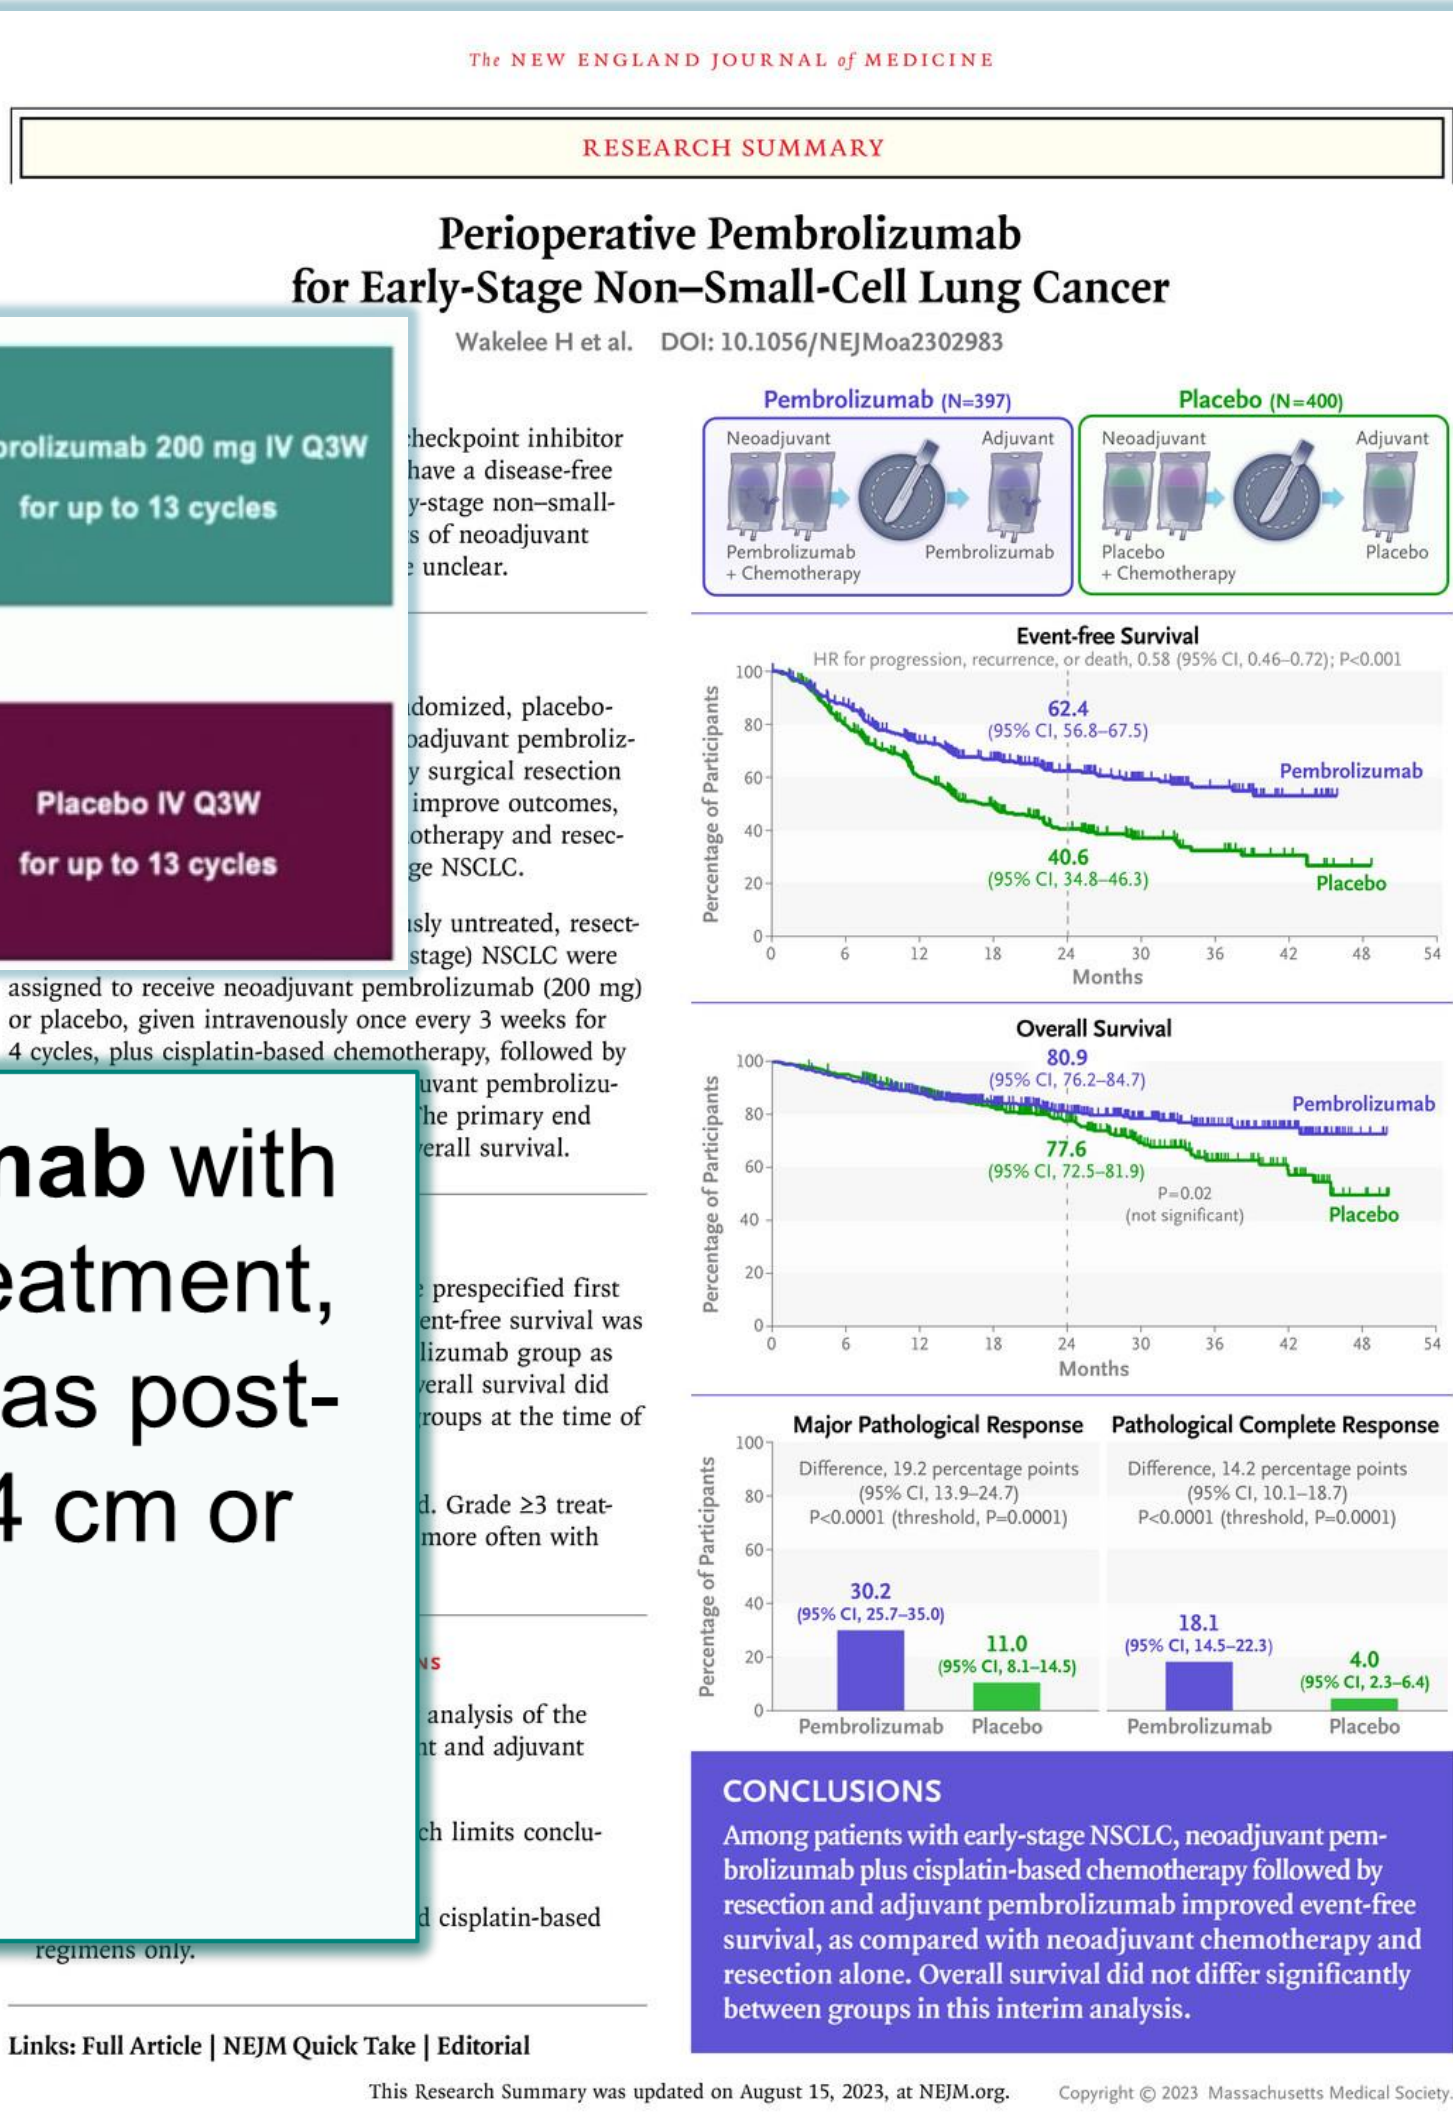 The NEW ENGLAND JOURNAL of MEDICINE
RESEARCH SUMMARY
Perioperative Pembrolizumab
for Early-Stage Non–Small-Cell Lung Cancer
Wakelee H et al. DOI: 10.1056/NEJMoa2302983
200 mg IV Q3W
for up to 13 cycles
Placebo IV Q3W
for up to 13 cycles
checkpoint inhibitor
have a disease-free
-stage non–small-
of neoadjuvant
unclear.
placebo-
surgical resection
improve outcomes,
and resec-
NSCLC.
untreated, resect-
stage) NSCLC were
assigned to receive neoadjuvant pembrolizumab (200 mg)
or placebo, given intravenously once every 3 weeks for
4 cycles, plus cisplatin-based chemotherapy, followed by
pembrolizu-
The primary end
survival.
with
as post-
4 cm or
prespecified first
survival was
group as
survival did
at the time of
Grade ≥3 treat-
more often with
analysis of the
and adjuvant
limits conclu-
cisplatin-based
regimens only.
Links: Full Article | NEJM Quick Take | Editorial
Pembrolizumab (N=397)
Neoadjuvant Adjuvant
Pembrolizumab Pembrolizumab
+ Chemotherapy
Placebo (N=400)
Neoadjuvant Adjuvant
Placebo Placebo
+ Chemotherapy
Event-free Survival
HR for progression, recurrence, or death, 0.58 (95% CI, 0.46–0.72); P<0.001
Percentage of Participants
100
80
60
40
20
0
62.4
(95% CI, 56.8–67.5)
Pembrolizumab
40.6
(95% CI, 34.8–46.3)
Placebo
0 6 12 18 24 30 36 42 48 54
Months
Overall Survival
Percentage of Participants
100
80
60
40
20
0
80.9
(95% CI, 76.2–84.7)
Pembrolizumab
77.6
(95% CI, 72.5–81.9)
P=0.02
(not significant)
Placebo
0 6 12 18 24 30 36 42 48 54
Months
Percentage of Participants
100
80
60
40
20
0
Major Pathological Response
Difference, 19.2 percentage points
(95% CI, 13.9–24.7)
P<0.0001 (threshold, P=0.0001)
30.2
(95% CI, 25.7–35.0)
11.0
(95% CI, 8.1–14.5)
Pembrolizumab Placebo
Pathological Complete Response
Difference, 14.2 percentage points
(95% CI, 10.1–18.7)
P<0.0001 (threshold, P=0.0001)
18.1
(95% CI, 14.5–22.3)
4.0
(95% CI, 2.3–6.4)
Pembrolizumab Placebo
CONCLUSIONS
Among patients with early-stage NSCLC, neoadjuvant pem-
brolizumab plus cisplatin-based chemotherapy followed by
resection and adjuvant pembrolizumab improved event-free
survival, as compared with neoadjuvant chemotherapy and
resection alone. Overall survival did not differ significantly
between groups in this interim analysis.
This Research Summary was updated on August 15, 2023, at NEJM.org.
Copyright © 2023 Massachusetts Medical Society.